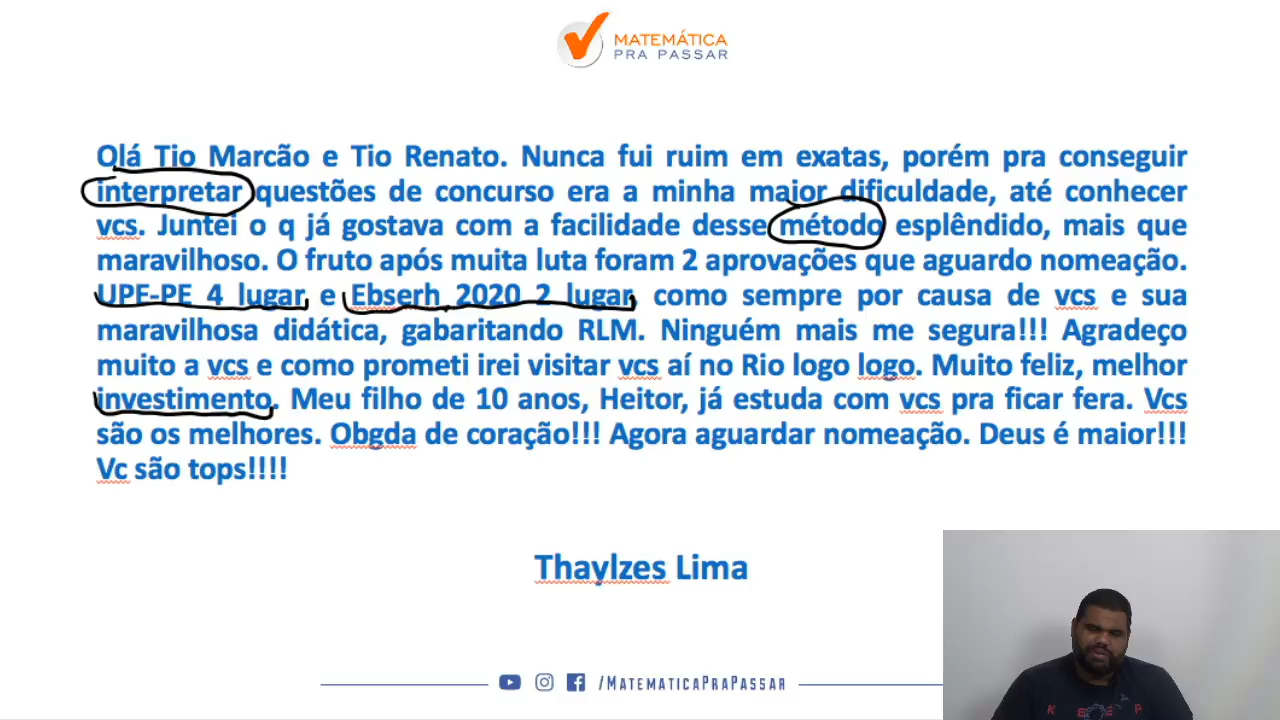 MATEMÁTICA
PRA PASSAR
Olá Tio Marcão e Tio Renato. Nunca fui ruim em exatas, porém pra conseguir
interpretar questões de concurso era a minha maior dificuldade, até conhecer
vcs. Juntei o q já gostava com a facilidade desse método esplêndido, mais que
maravilhoso. O fruto após muita luta foram 2 aprovações que aguardo nomeação.
UPF-PE 4 lugar e Ebserh 2020 2 lugar, como sempre por causa de vcs e sua
maravilhosa didática, gabaritando RLM. Ninguém mais me segura!!! Agradeço
muito a vcs e como prometi irei visitar vcs aí no Rio logo logo. Muito feliz, melhor
investimento. Meu filho de 10 anos, Heitor, já estuda com vcs pra ficar fera. Vcs
são os melhores. Obgda de coração!!! Agora aguardar nomeação. Deus é maior!!!
Vc são tops!!!!
Thaylzes Lima
/MATEMATICAPRAPASSAR